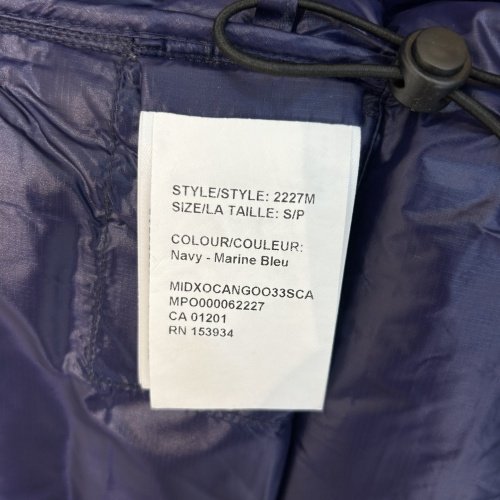 STYLE/STYLE: 2227M
SIZE/LA TAILLE: S/P
COLOUR/COULEUR:
Navy - Marine Bleu
MIDXOCANGOO33SCA
MPO000062227
CA 01201
RN 153934